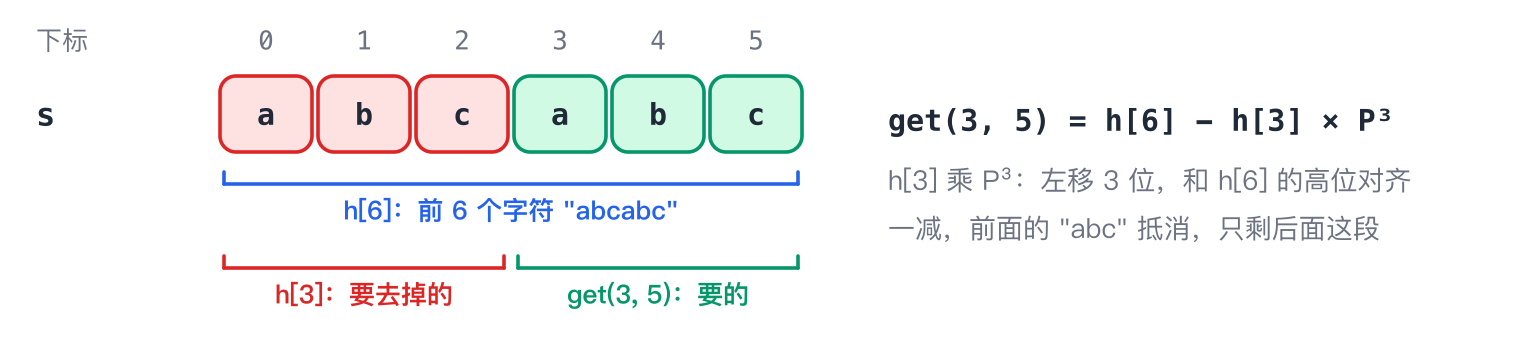 下标 0 1 2 3 4 5
s a b c a b c
get(3, 5) = h[6] − h[3] × P³
h[3] 乘 P³：左移 3 位，和 h[6] 的高位对齐
一减，前面的 "abc" 抵消，只剩后面这段
h[6]：前 6 个字符 "abcabc"
h[3]：要去掉的
get(3, 5)：要的